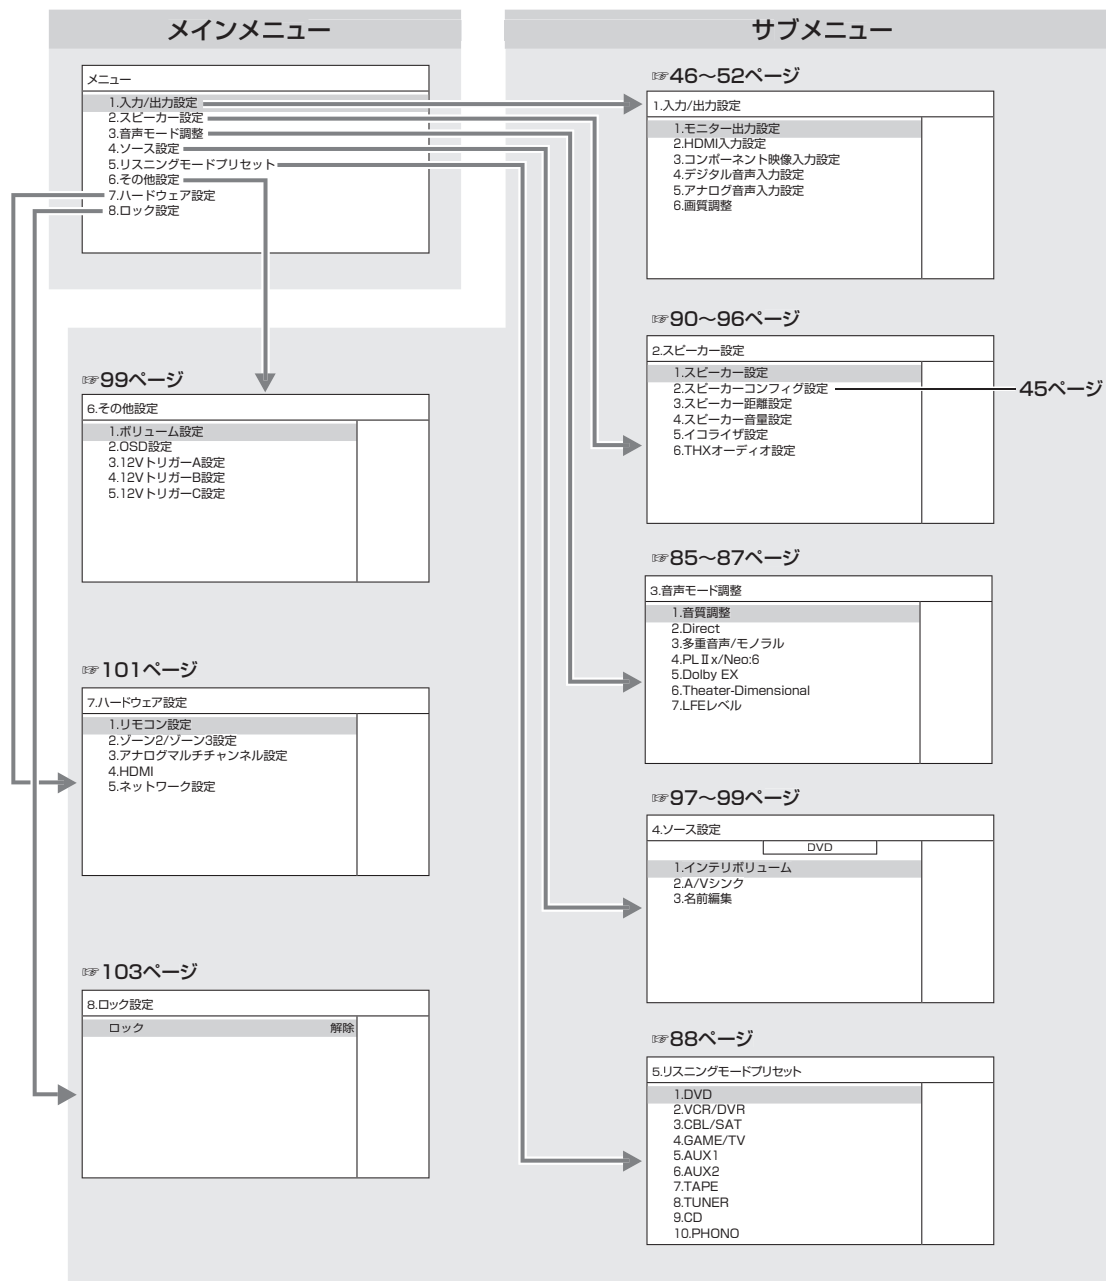 メインメニュー
メニュー
1.入力/出力設定
2.スピーカー設定
3.音声モード調整
4.ソース設定
5.リスニングモードプリセット
6.その他設定
7.ハードウェア設定
8.ロック設定
サブメニュー
☞46〜52ページ
1.入力/出力設定
1.モニター出力設定
2.HDMI入力設定
3.コンポーネント映像入力設定
4.デジタル音声入力設定
5.アナログ音声入力設定
6.画質調整
☞90〜96ページ
2.スピーカー設定
1.スピーカー設定
2.スピーカーコンフィグ設定
45ページ
3.スピーカー距離設定
4.スピーカー音量設定
5.イコライザ設定
6.THXオーディオ設定
☞85〜87ページ
3.音声モード調整
1.音質調整
2.Direct
3.多重音声/モノラル
4.PLⅡx/Neo:6
5.Dolby EX
6.Theater-Dimensional
7.LFEレベル
☞97〜99ページ
4.ソース設定
DVD
1.インテリボリューム
2.A/Vシンク
3.名前編集
☞88ページ
5.リスニングモードプリセット
1.DVD
2.VCR/DVR
3.CBL/SAT
4.GAME/TV
5.AUX1
6.AUX2
7.TAPE
8.TUNER
9.CD
10.PHONO
☞99ページ
6.その他設定
1.ボリューム設定
2.OSD設定
3.12VトリガーA設定
4.12VトリガーB設定
5.12VトリガーC設定
☞101ページ
7.ハードウェア設定
1.リモコン設定
2.ゾーン2/ゾーン3設定
3.アナログマルチチャンネル設定
4.HDMI
5.ネットワーク設定
☞103ページ
8.ロック設定
ロック 解除